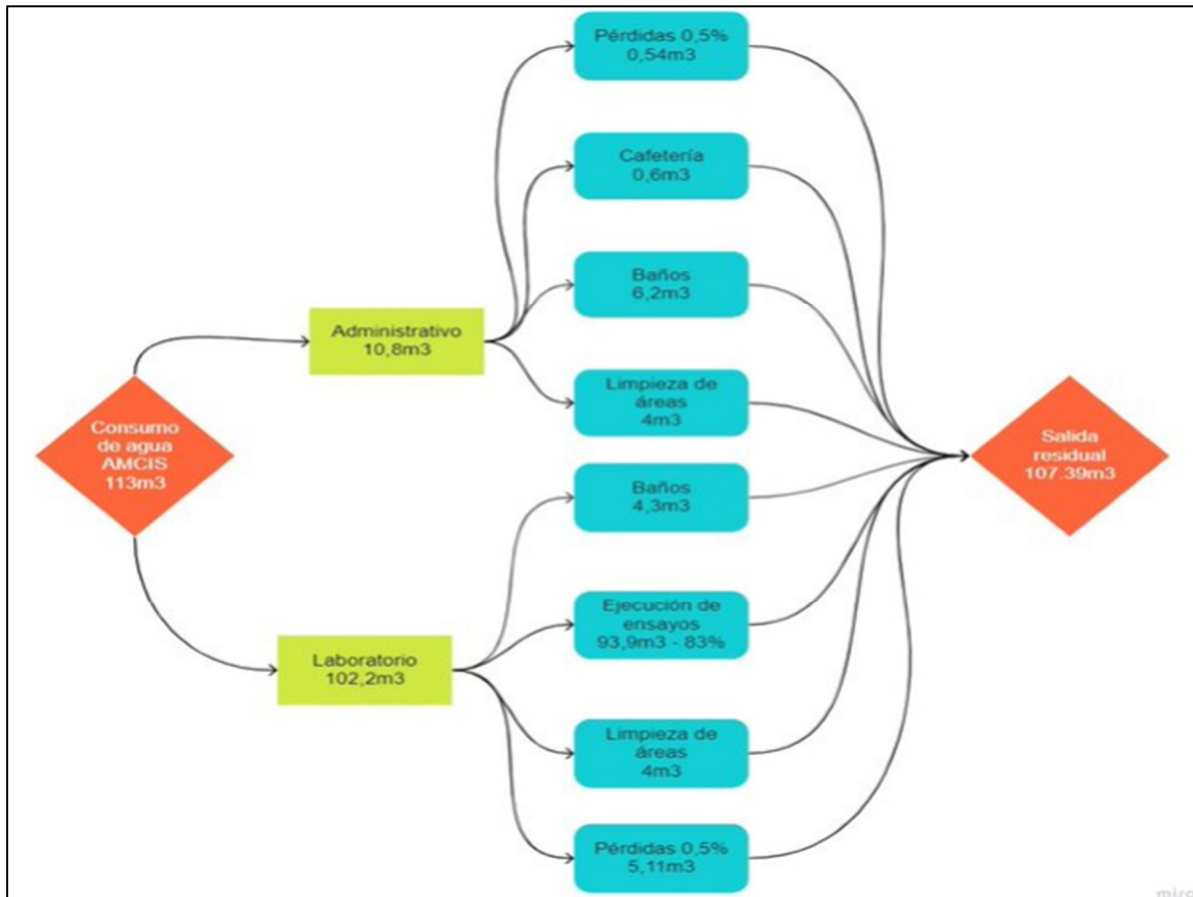 Pérdidas 0,5%
0,54m3
Cafetería
0,6m3
Baños
6,2m3
Administrativo
10,8m3
Limpieza de
áreas
4m3
Consumo
de agua
AMCIS
113m3
Salida
residual
107.39m3
Baños
4,3m3
Ejecución de
ensayos
93,9m3 - 83%
Laboratorio
102,2m3
Limpieza de
áreas
4m3
Pérdidas 0,5%
5,11m3